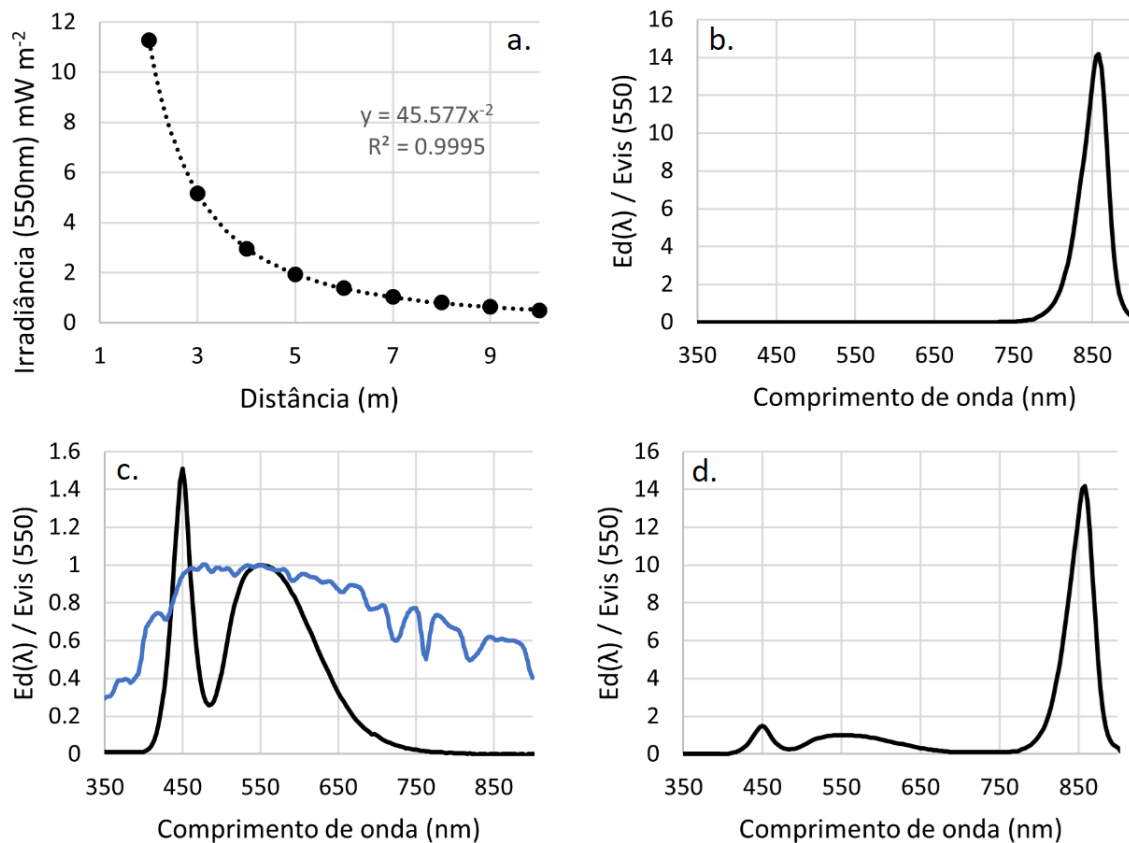 a.
Irradiância (550nm) mW m⁻²
12
10
8
6
4
2
0
y = 45.577x⁻²
R² = 0.9995
1 3 5 7 9
Distância (m)
b.
Ed(λ) / Evis (550)
16
14
12
10
8
6
4
2
0
350 450 550 650 750 850
Comprimento de onda (nm)
c.
Ed(λ) / Evis (550)
1.6
1.4
1.2
1
0.8
0.6
0.4
0.2
0
350 450 550 650 750 850
Comprimento de onda (nm)
d.
Ed(λ) / Evis (550)
16
14
12
10
8
6
4
2
0
350 450 550 650 750 850
Comprimento de onda (nm)